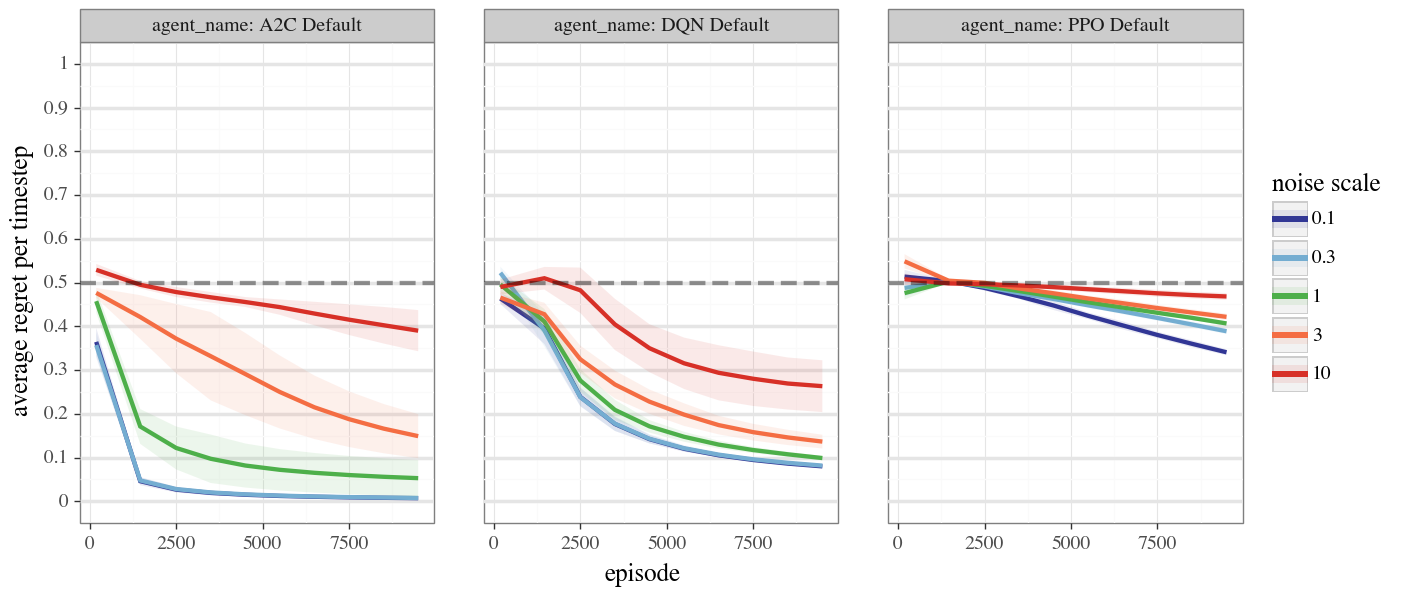 agent_name: A2C Default
agent_name: DQN Default
agent_name: PPO Default
average regret per timestep
1
0.9
0.8
0.7
0.6
0.5
0.4
0.3
0.2
0.1
0
0 2500 5000 7500
0 2500 5000 7500
0 2500 5000 7500
episode
noise scale
0.1
0.3
1
3
10